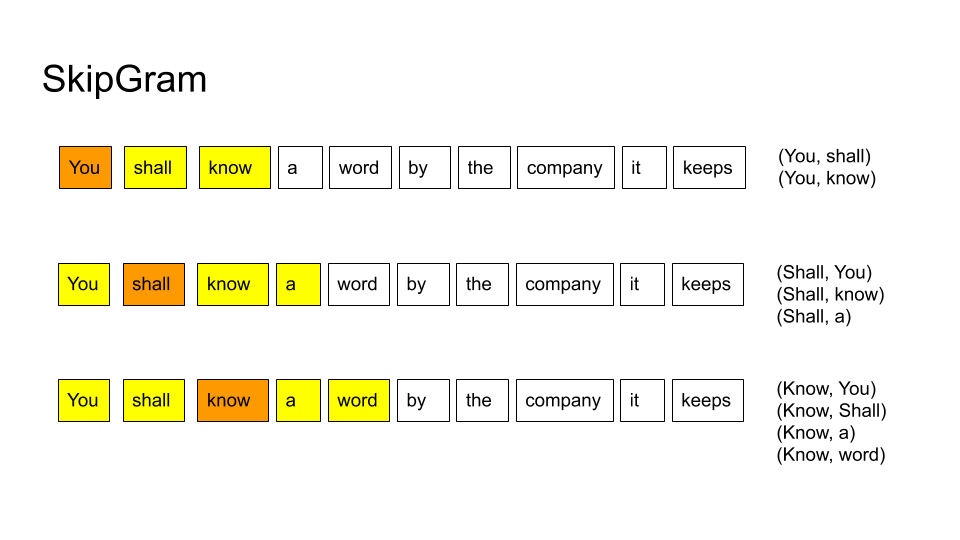 SkipGram
You shall know a word by the company it keeps
(You, shall)
(You, know)
You shall know a word by the company it keeps
(Shall, You)
(Shall, know)
(Shall, a)
You shall know a word by the company it keeps
(Know, You)
(Know, Shall)
(Know, a)
(Know, word)